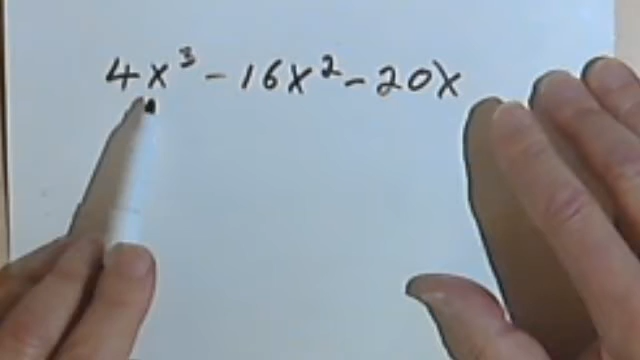 4x³ - 16x² - 20x